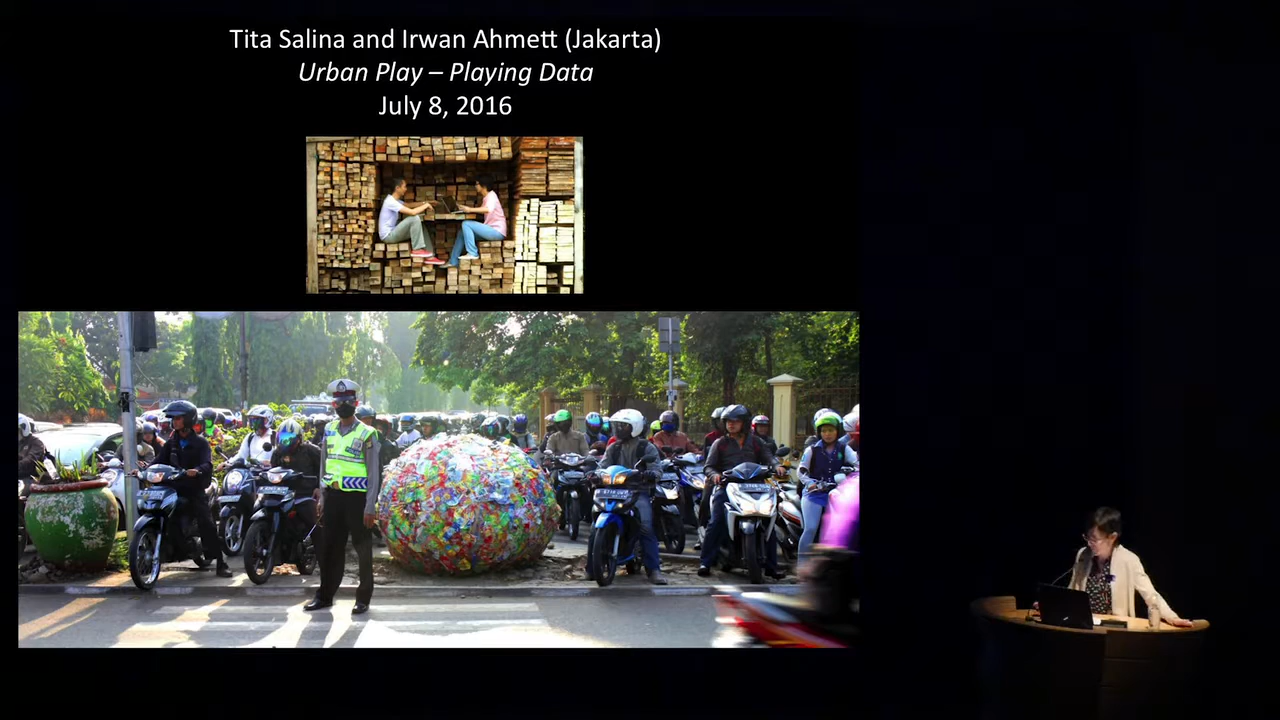 Tita Salina and Irwan Ahmett (Jakarta)
Urban Play – Playing Data
July 8, 2016